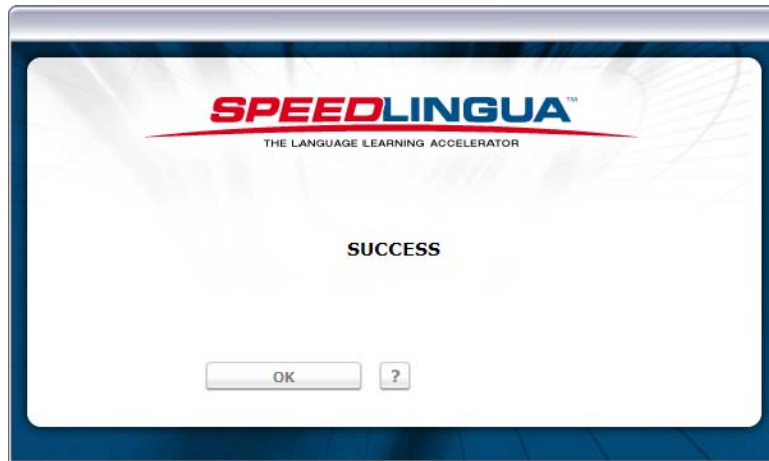 SPEEDLINGUA™
THE LANGUAGE LEARNING ACCELERATOR
SUCCESS
OK ?